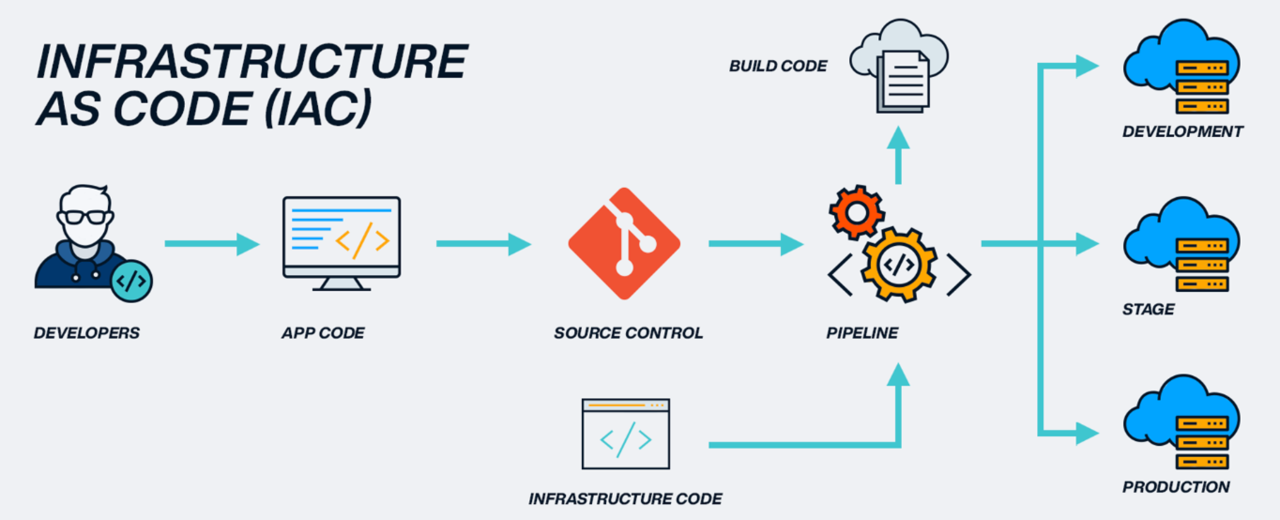 INFRASTRUCTURE
AS CODE (IAC)
BUILD CODE
DEVELOPMENT
DEVELOPERS
APP CODE
SOURCE CONTROL
PIPELINE
STAGE
INFRASTRUCTURE CODE
PRODUCTION